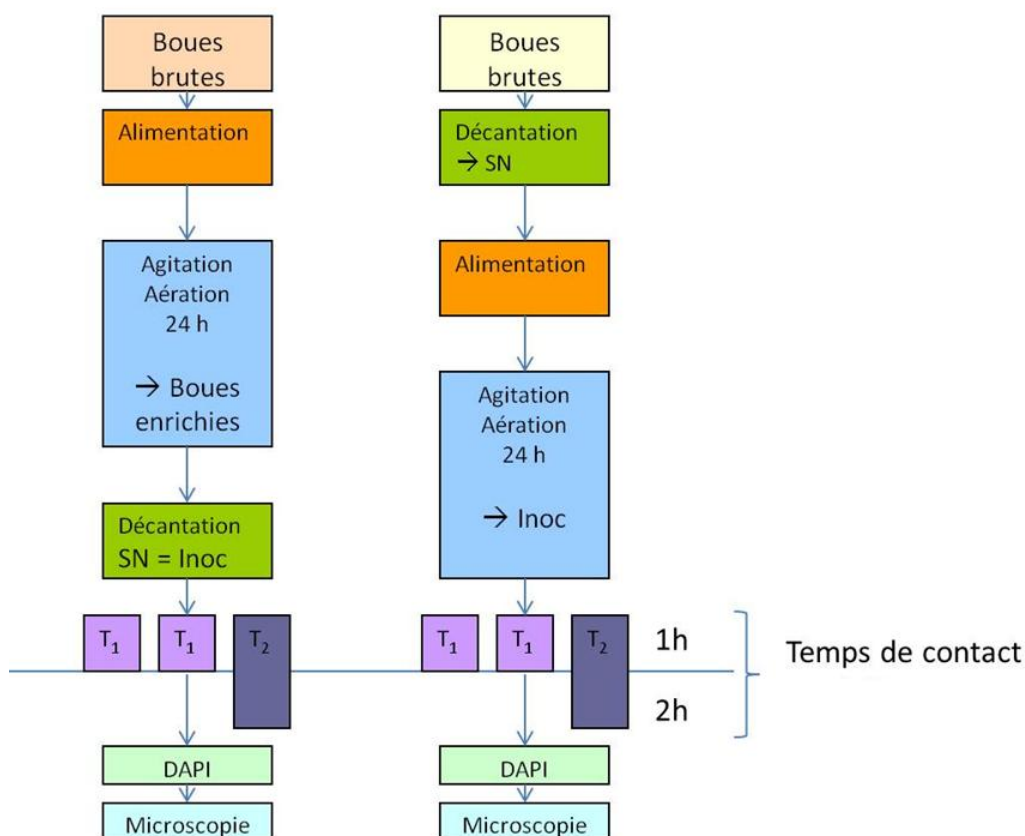 Boues
brutes
Alimentation
Agitation
Aération
24 h
→ Boues
enrichies
Décantation
SN = Inoc
T₁
T₁
T₂
DAPI
Microscopie
Boues
brutes
Décantation
→ SN
Alimentation
Agitation
Aération
24 h
→ Inoc
T₁
T₁
T₂
DAPI
Microscopie
1h
2h
Temps de contact